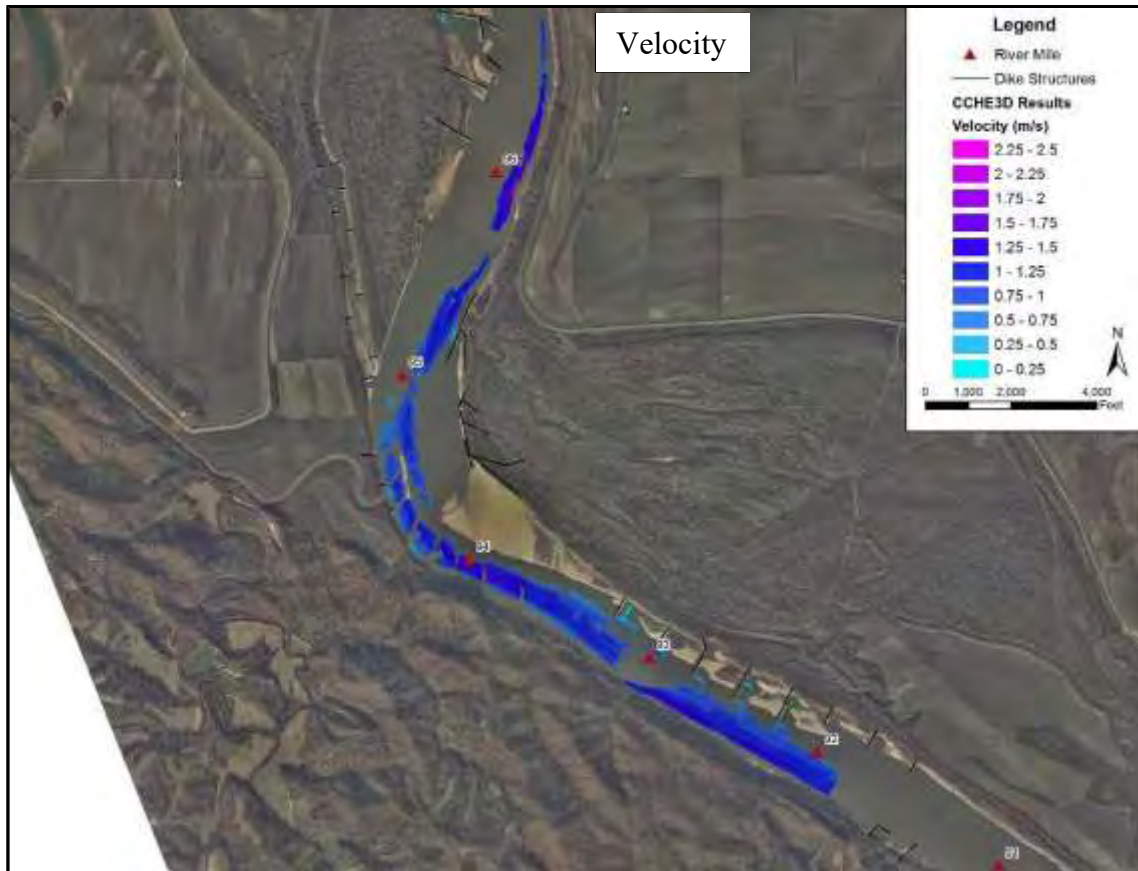 Velocity
Legend
River Mile
Dike Structures
CCHE3D Results
Velocity (m/s)
2.25 - 2.5
2 - 2.25
1.75 - 2
1.5 - 1.75
1.25 - 1.5
1 - 1.25
0.75 - 1
0.5 - 0.75
0.25 - 0.5
0 - 0.25
N
0 1,000 2,000 4,000
Feet
94